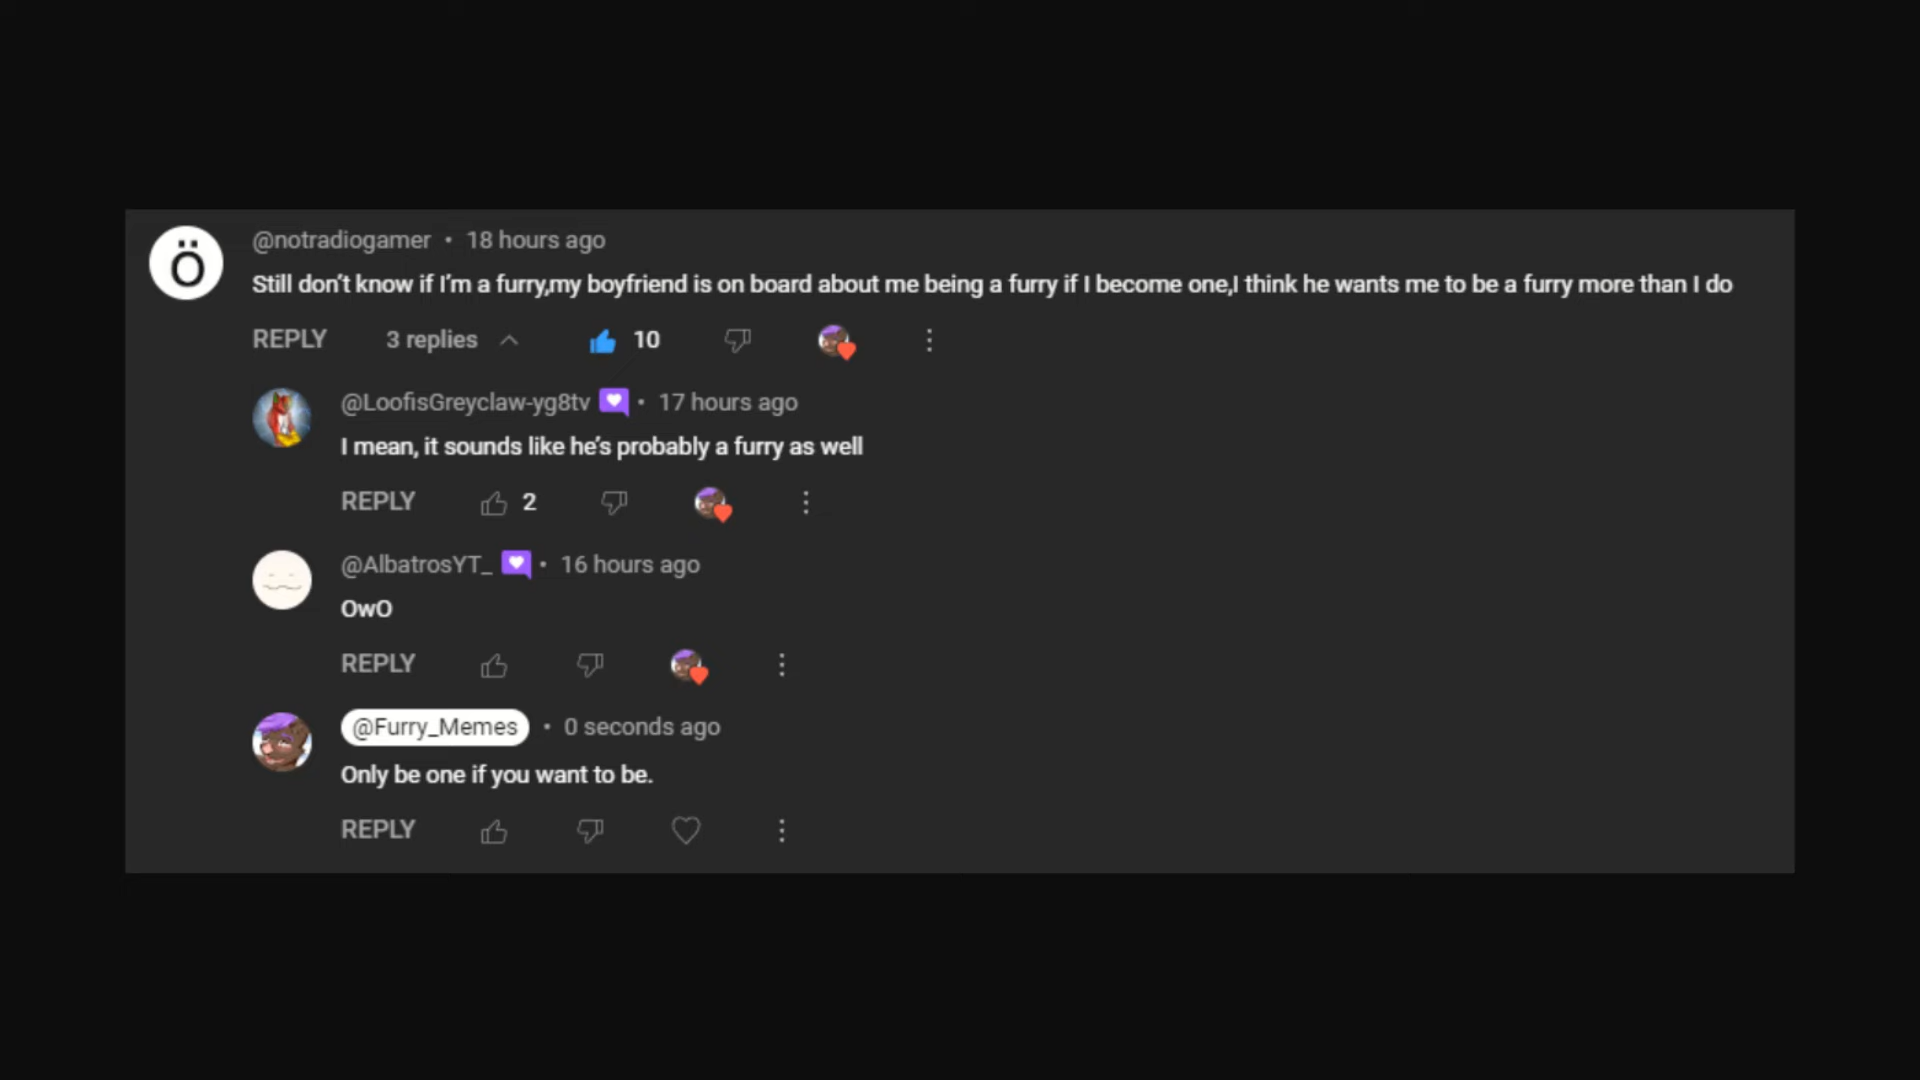 ö
@notradiogamer • 18 hours ago
Still don't know if I'm a furry,my boyfriend is on board about me being a furry if I become one,I think he wants me to be a furry more than I do
REPLY 3 replies 10
@LoofisGreyclaw-yg8tv • 17 hours ago
I mean, it sounds like he's probably a furry as well
REPLY 2
@AlbatrosYT_ • 16 hours ago
OwO
REPLY
@Furry_Memes • 0 seconds ago
Only be one if you want to be.
REPLY